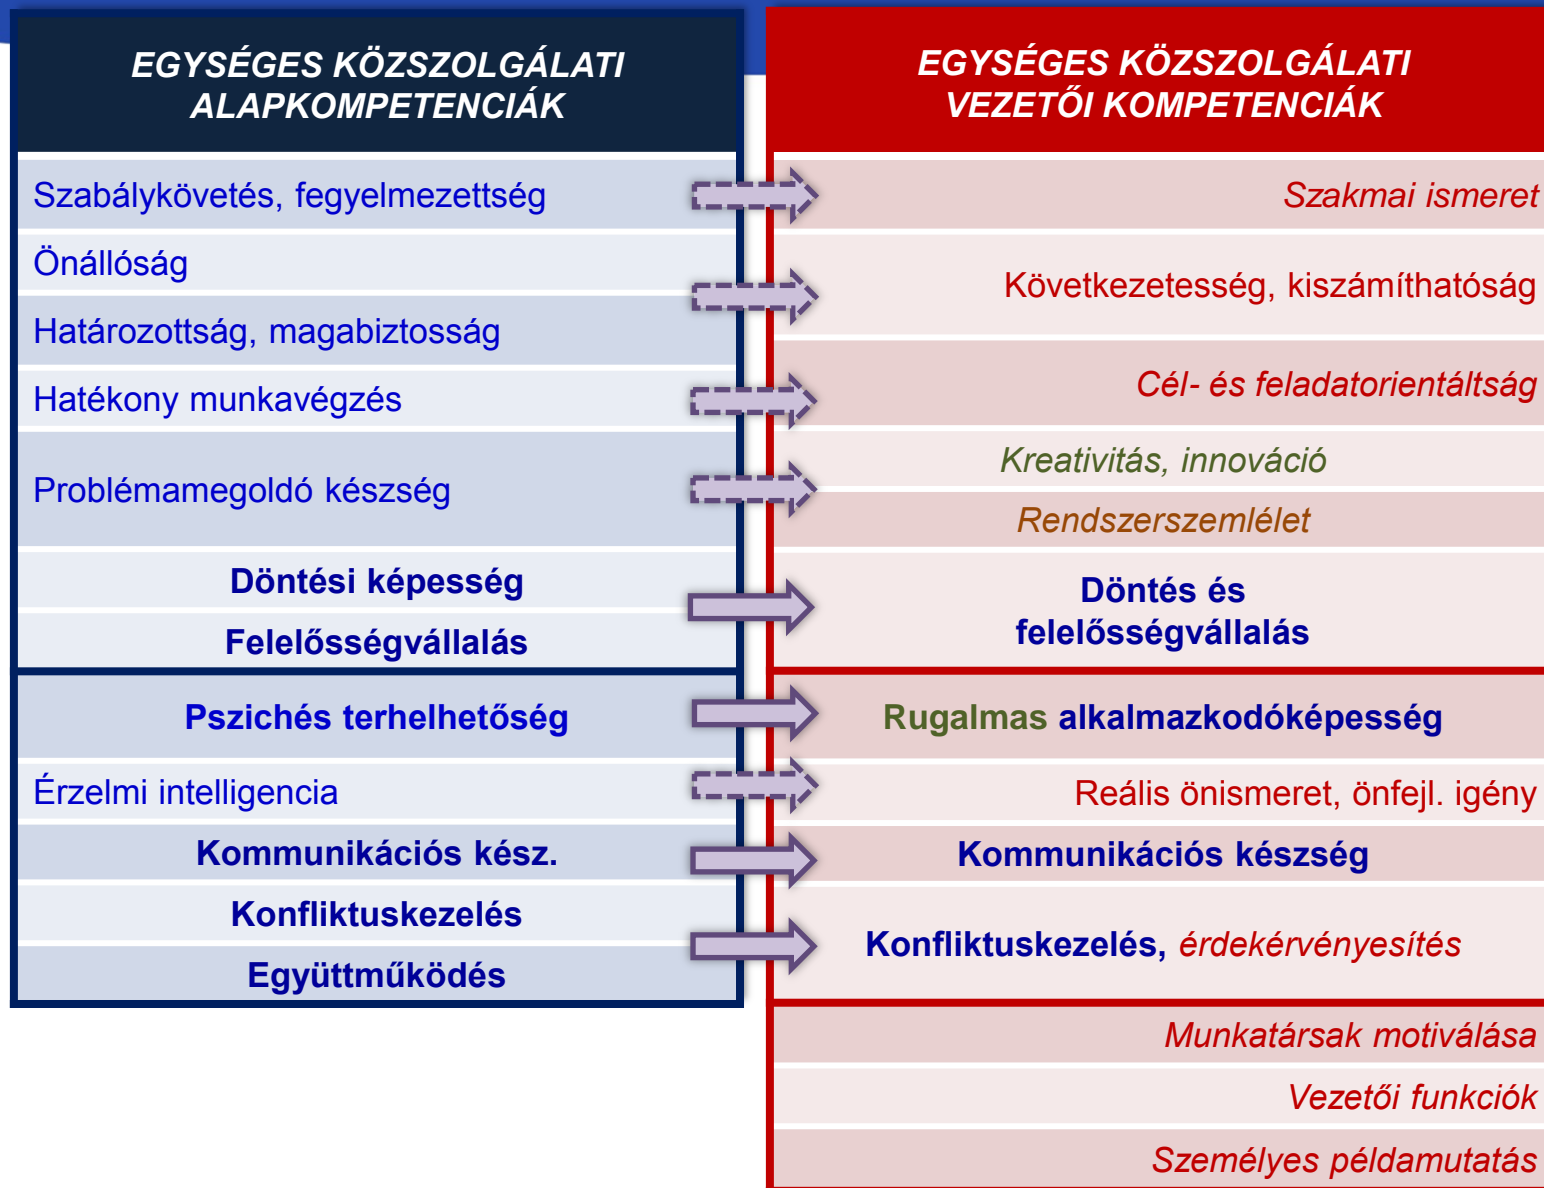 EGYSÉGES KÖZSZOLGÁLATI
ALAPKOMPETENCIÁK
Szabálykövetés, fegyelmezettség
Önállóság
Határozottság, magabiztosság
Hatékony munkavégzés
Problémamegoldó készség
Döntési képesség
Felelősségvállalás
Pszichés terhelhetőség
Érzelmi intelligencia
Kommunikációs kész.
Konfliktuskezelés
Együttműködés
EGYSÉGES KÖZSZOLGÁLATI
VEZETŐI KOMPETENCIÁK
Szakmai ismeret
Következetesség, kiszámíthatóság
Cél- és feladatorientáltság
Kreativitás, innováció
Rendszerszemlélet
Döntés és
felelősségvállalás
Rugalmas alkalmazkodóképesség
Reális önismeret, önfejl. igény
Kommunikációs készség
Konfliktuskezelés, érdekérvényesítés
Munkatársak motiválása
Vezetői funkciók
Személyes példamutatás